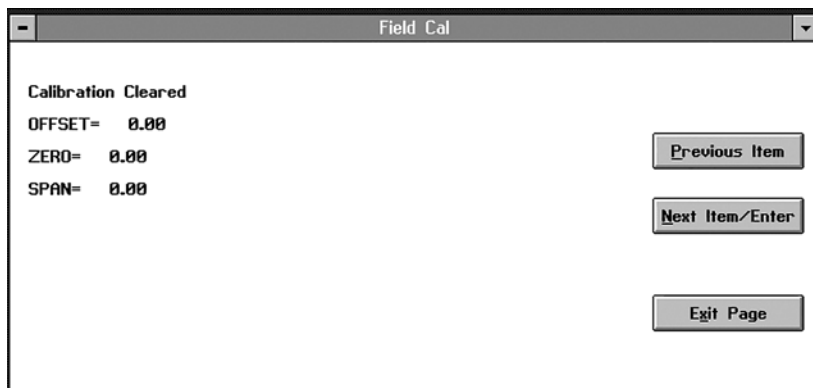 Field Cal
Calibration Cleared
OFFSET= 0.00
ZERO= 0.00
SPAN= 0.00
Previous Item
Next Item/Enter
Exit Page